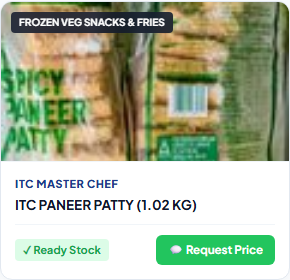 FROZEN VEG SNACKS & FRIES
SPICY
PANEER
PATTY
ITC MASTER CHEF
ITC PANEER PATTY (1.02 KG)
✓ Ready Stock
Request Price